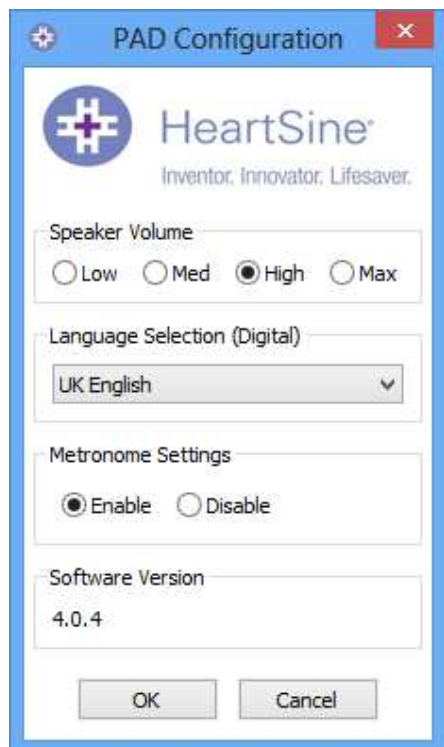 PAD Configuration
HeartSine®
Inventor. Innovator. Lifesaver.
Speaker Volume
Low Med High Max
Language Selection (Digital)
UK English
Metronome Settings
Enable Disable
Software Version
4.0.4
OK Cancel